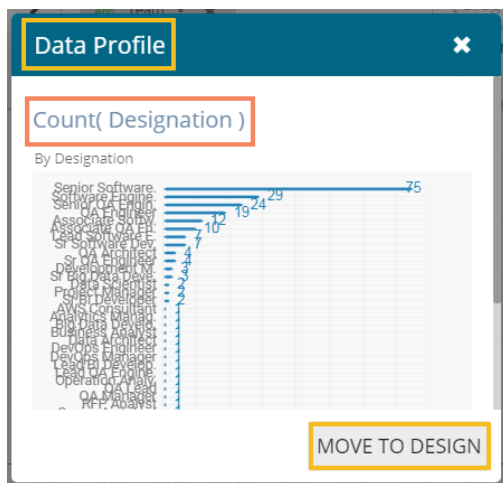 Team
Data Profile
Count( Designation )
By Designation
Senior Software. 75
Software Engine. 29
Senior QA Engin. 24
QA Engineer 19
Associate Softw. 12
Associate QA En. 10
Lead Software E. 7
Sr Software Dev. 7
QA Architect 4
Sr QA Engineer 4
Development M. 3
Sr Big Data Deve. 3
Data Scientist 2
Project Manager 2
Sr BI Developer 2
AWS Consultant 1
Analytics Manag. 1
Big Data Develo. 1
Business Analyst 1
Data Architect 1
DevOps Engineer 1
DevOps Manager 1
Lead BI Develop. 1
Lead QA Engine. 1
Operation Analy. 1
QA Lead 1
QA Manager 1
RFP Analyst 1
MOVE TO DESIGN